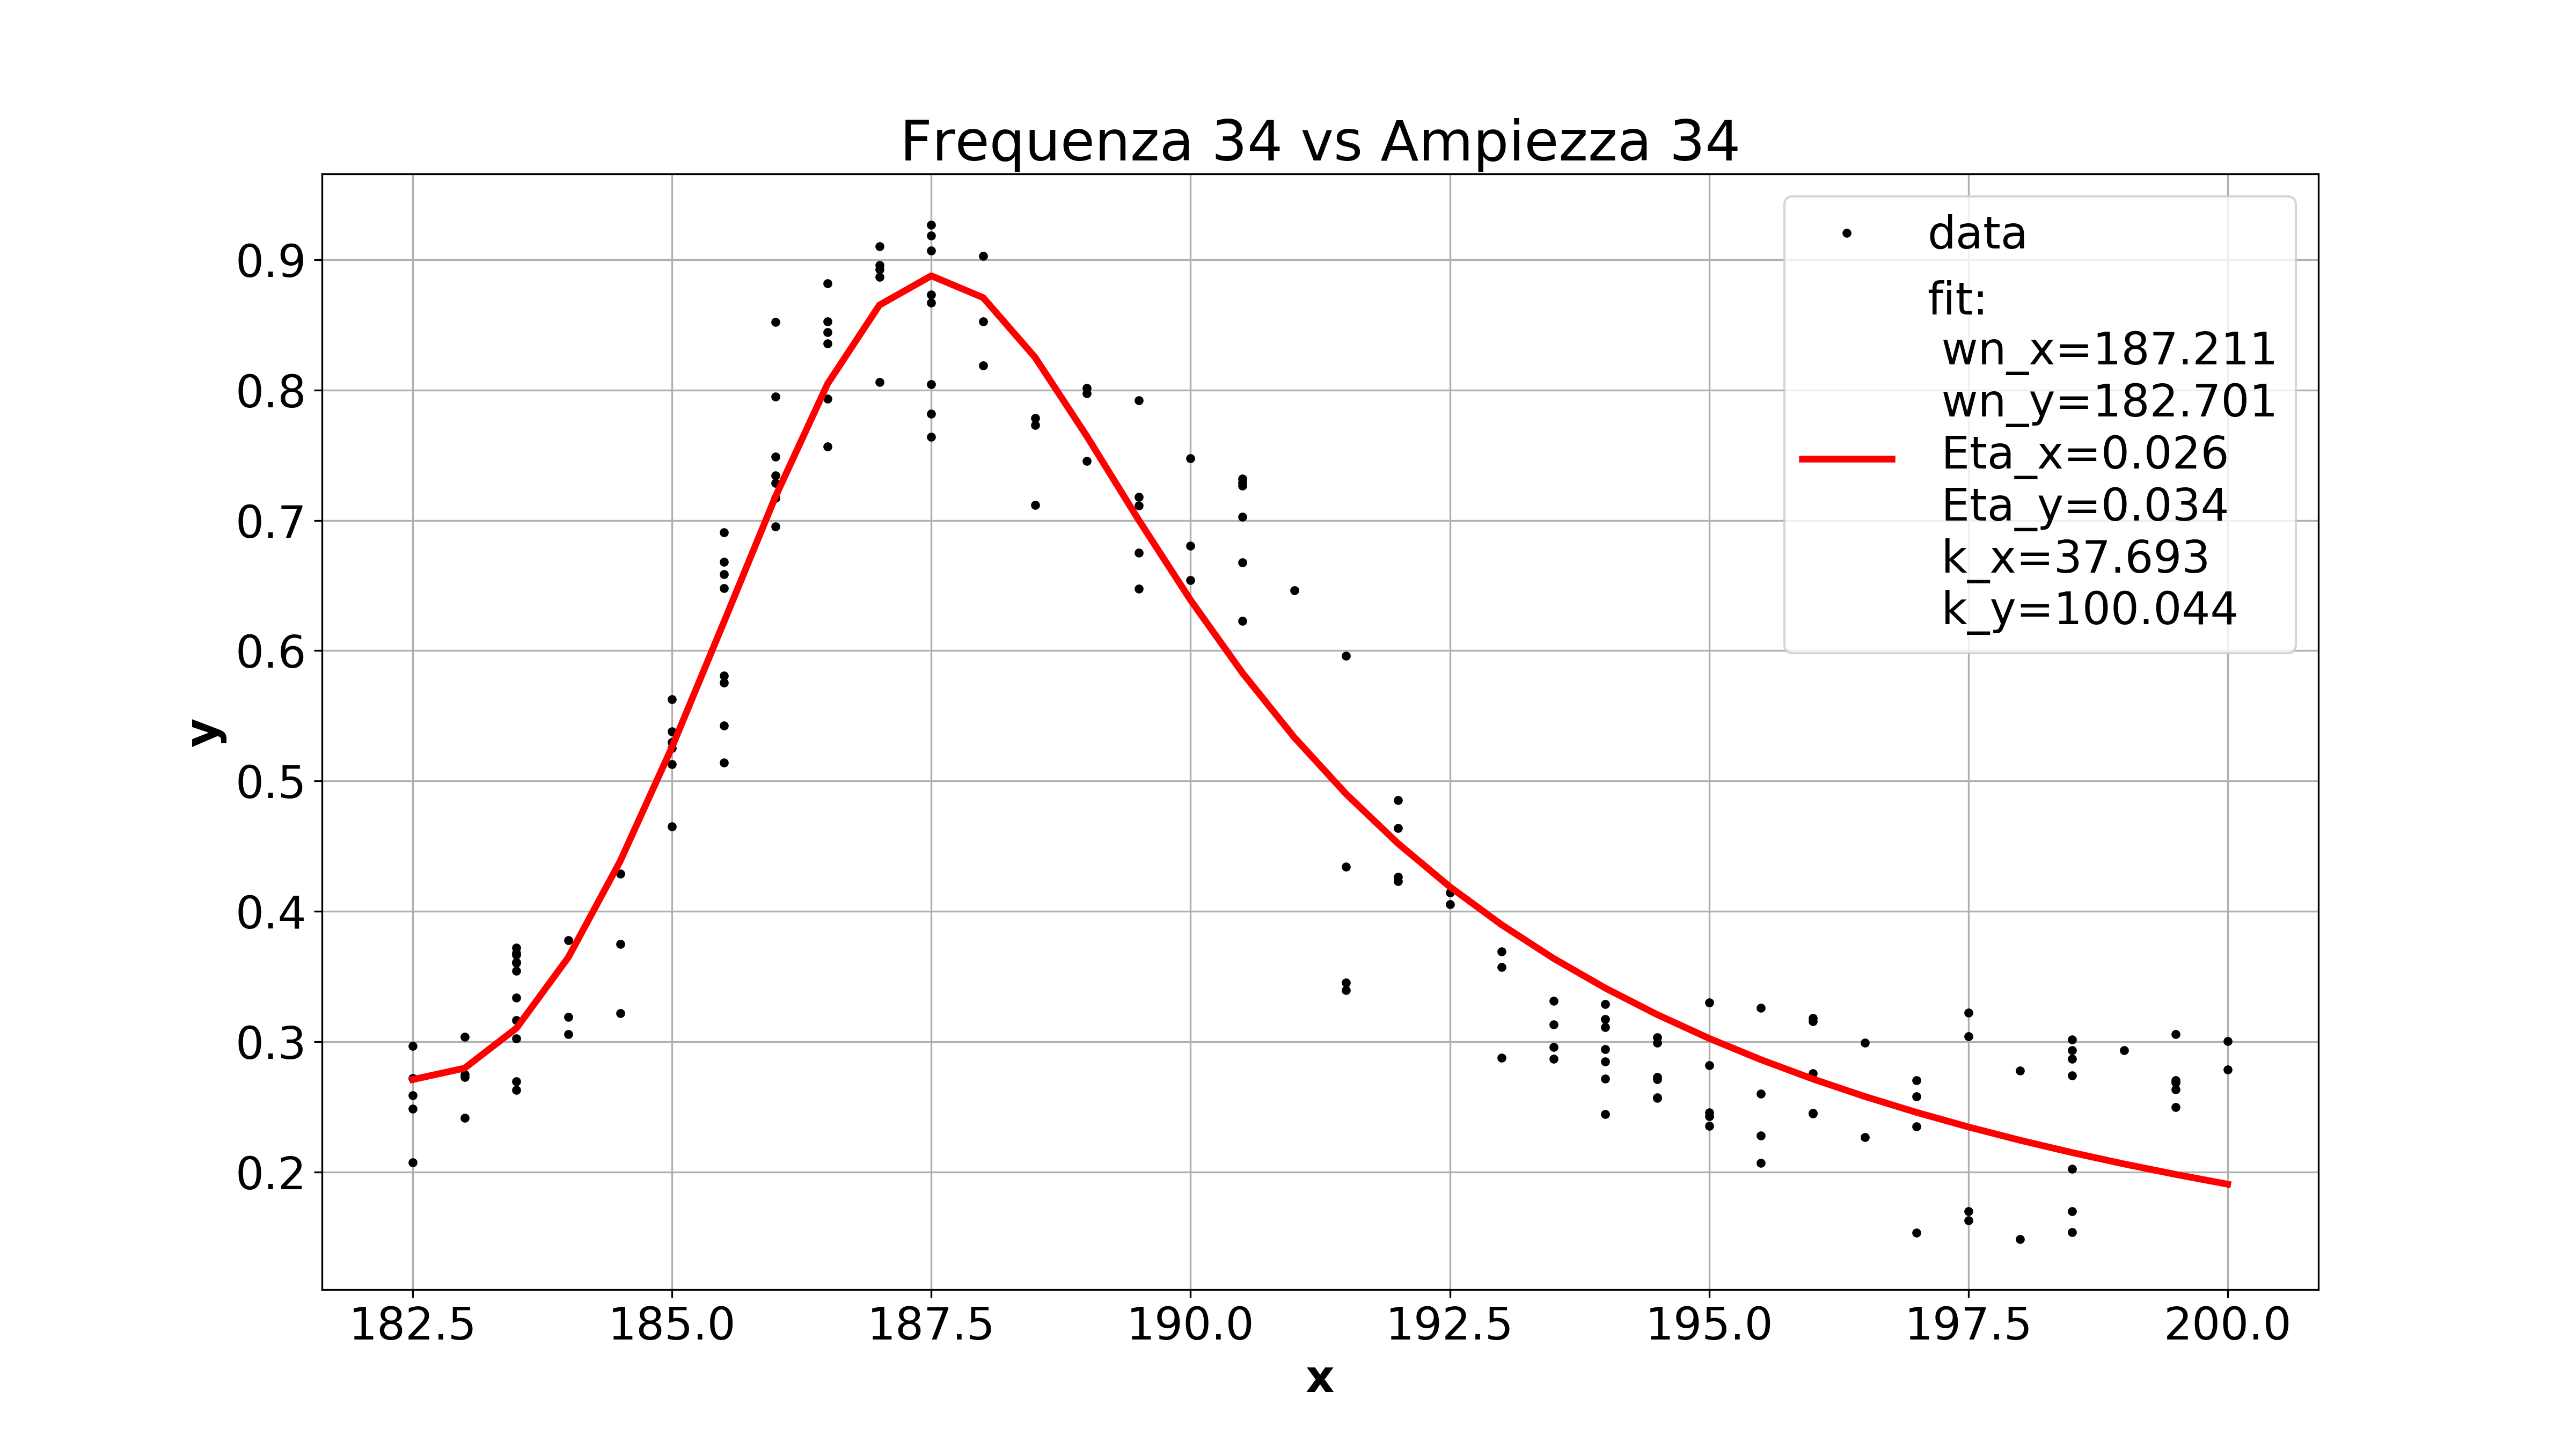 Frequenza 34 vs Ampiezza 34
data
fit:
wn_x=187.211
wn_y=182.701
Eta_x=0.026
Eta_y=0.034
k_x=37.693
k_y=100.044
y
0.9
0.8
0.7
0.6
0.5
0.4
0.3
0.2
182.5 185.0 187.5 190.0 192.5 195.0 197.5 200.0
x